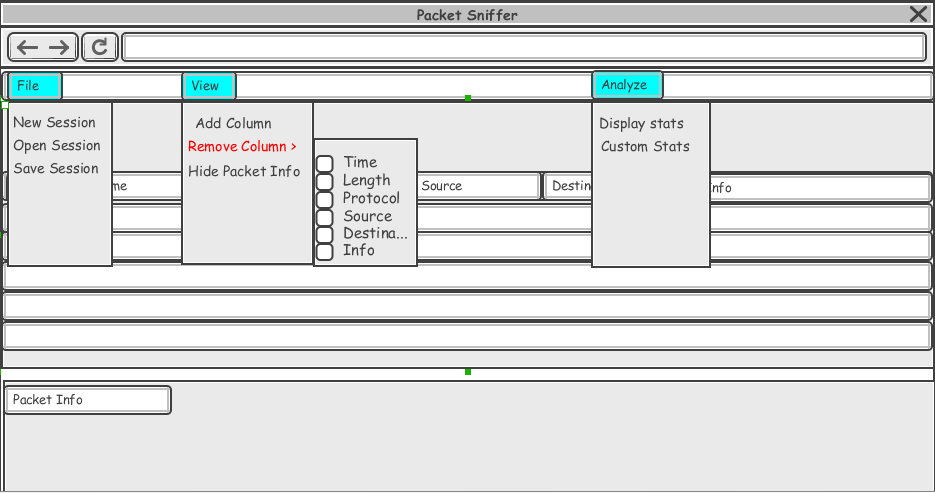 Packet Sniffer
File
View
Analyze
New Session
Open Session
Save Session
Add Column
Remove Column >
Hide Packet Info
Time
Length
Protocol
Source
Destina...
Info
Display stats
Custom Stats
me
Source
Destin
Info
Packet Info